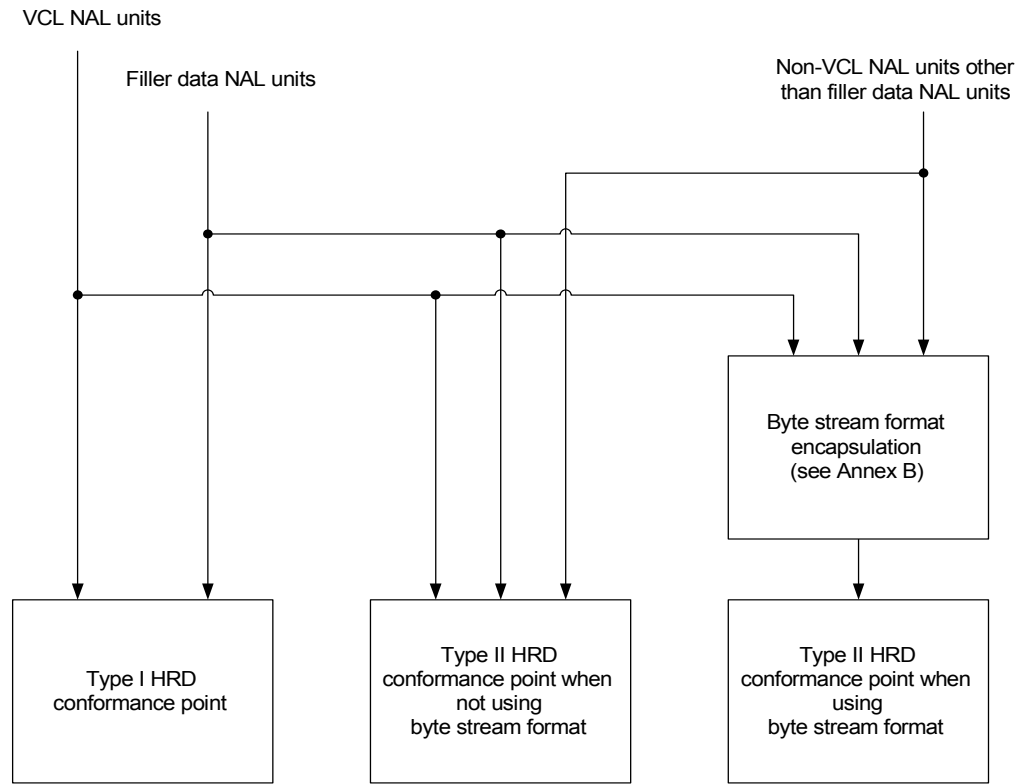 VCL NAL units
Filler data NAL units
Non-VCL NAL units other
than filler data NAL units
Byte stream format
encapsulation
(see Annex B)
Type I HRD
conformance point
Type II HRD
conformance point when
not using
byte stream format
Type II HRD
conformance point when
using
byte stream format